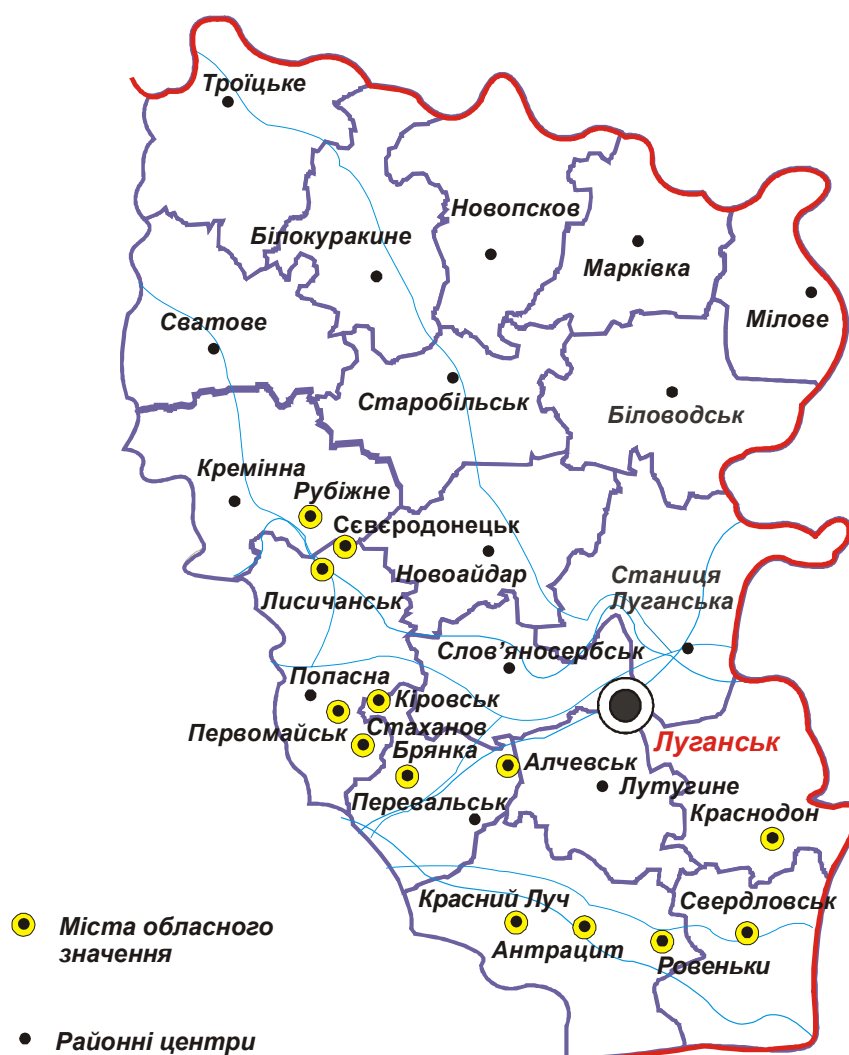 Троїцьке
Новопсков
Білокуракине
Марківка
Мілове
Сватове
Старобільськ
Біловодськ
Кремінна
Рубіжне
Сєвєродонецьк
Новоайдар
Станиця
Луганська
Лисичанськ
Слов’яносербськ
Попасна
Кіровськ
Первомайськ
Стаханов
Брянка
Луганськ
Алчевськ
Перевальськ
Лутугине
Краснодон
Красний Луч
Свердловськ
Антрацит
Ровеньки
Міста обласного
значення
Районні центри